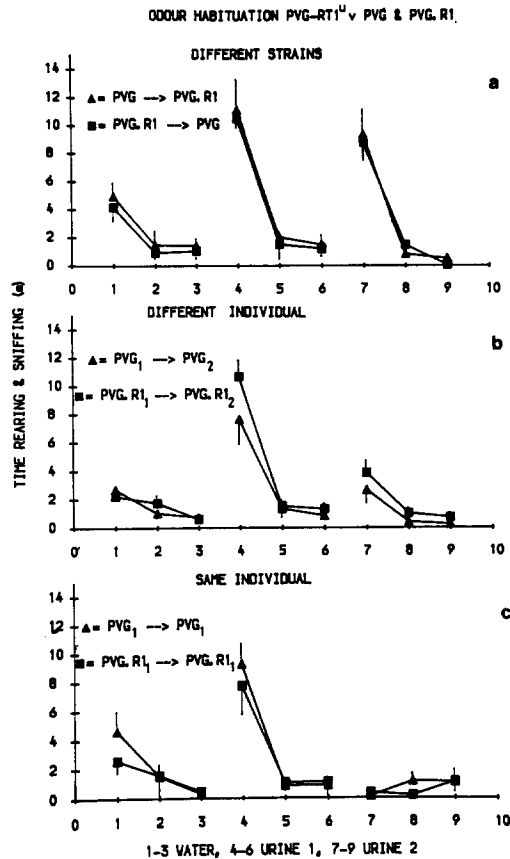 ODOUR HABITUATION PVG-RT1ᵁ v PVG & PVG.R1
DIFFERENT STRAINS
a
▲= PVG --> PVG.R1
■= PVG.R1 --> PVG
14
12
10
8
6
4
2
0
0 1 2 3 4 5 6 7 8 9 10
DIFFERENT INDIVIDUAL
b
▲= PVG₁ --> PVG₂
■= PVG.R1₁ --> PVG.R1₂
14
12
10
8
6
4
2
0
0 1 2 3 4 5 6 7 8 9 10
TIME REARING & SNIFFING (s)
SAME INDIVIDUAL
c
▲= PVG₁ --> PVG₁
■= PVG.R1₁ --> PVG.R1₁
14
12
10
8
6
4
2
0
0 1 2 3 4 5 6 7 8 9 10
1-3 WATER, 4-6 URINE 1, 7-9 URINE 2